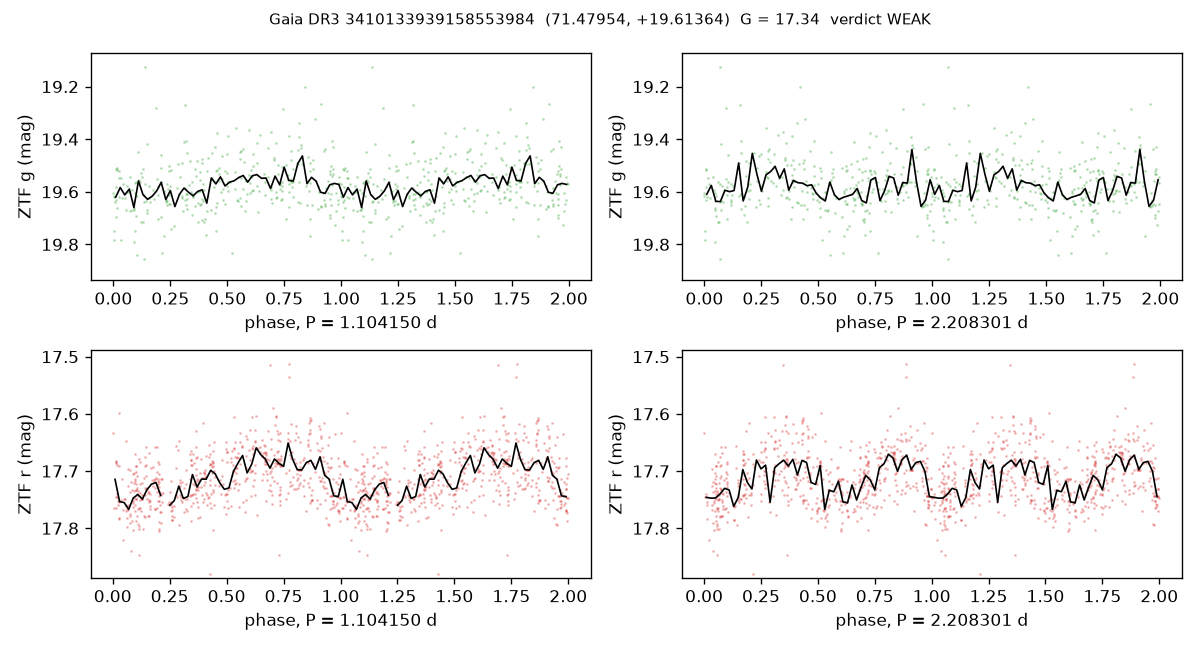 Gaia DR3 3410133939158553984 (71.47954, +19.61364) G = 17.34 verdict WEAK
ZTF g (mag)
19.2
19.4
19.6
19.8
0.00 0.25 0.50 0.75 1.00 1.25 1.50 1.75 2.00
phase, P = 1.104150 d
ZTF g (mag)
19.2
19.4
19.6
19.8
0.00 0.25 0.50 0.75 1.00 1.25 1.50 1.75 2.00
phase, P = 2.208301 d
ZTF r (mag)
17.5
17.6
17.7
17.8
0.00 0.25 0.50 0.75 1.00 1.25 1.50 1.75 2.00
phase, P = 1.104150 d
ZTF r (mag)
17.5
17.6
17.7
17.8
0.00 0.25 0.50 0.75 1.00 1.25 1.50 1.75 2.00
phase, P = 2.208301 d